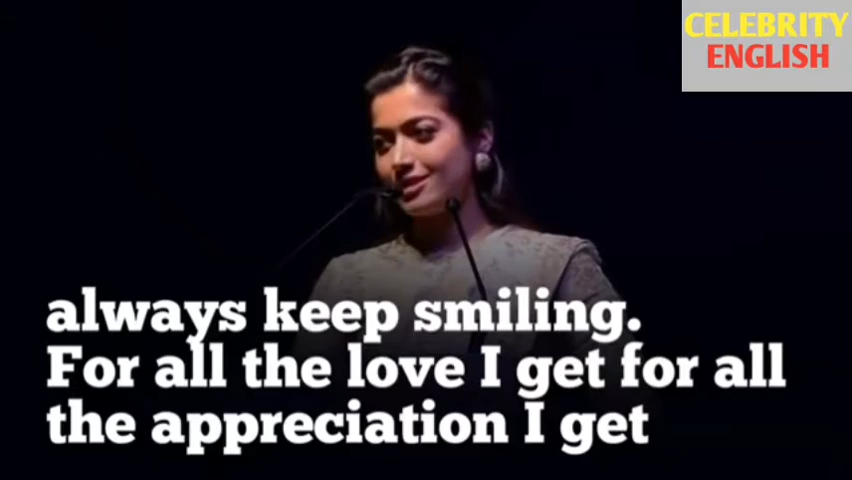 CELEBRITY
ENGLISH
always keep smiling.
For all the love I get for all
the appreciation I get